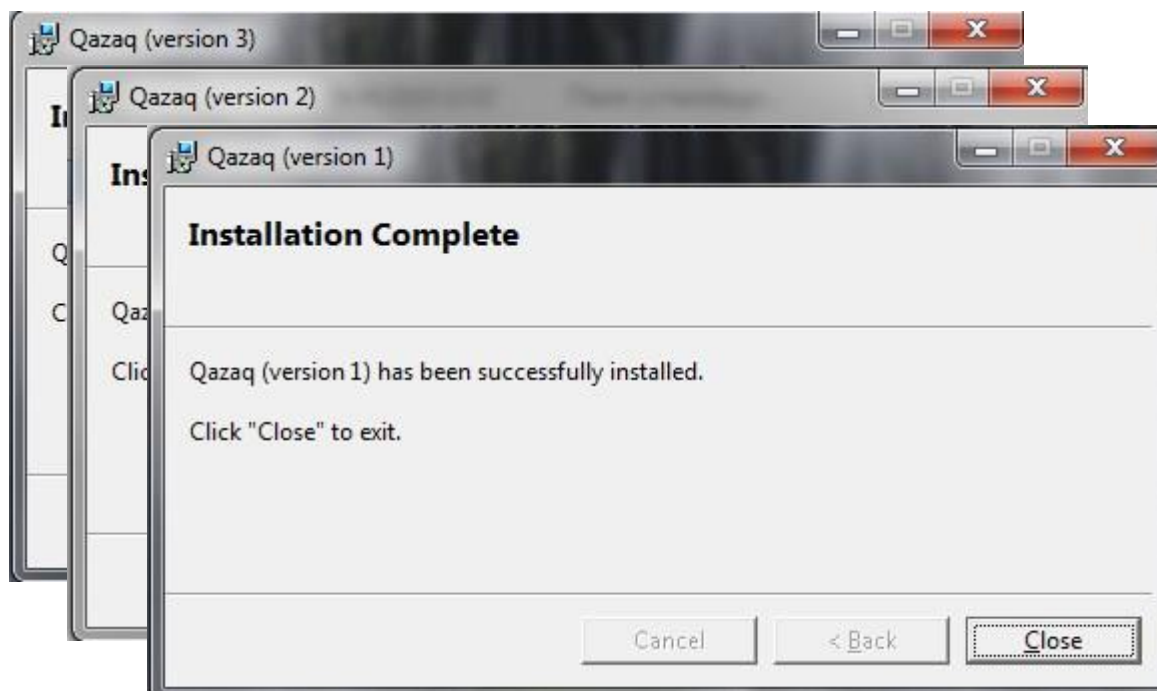 Qazaq (version 3)
Qazaq (version 2)
Qazaq (version 1)
Installation Complete
Qazaq (version 1) has been successfully installed.
Click "Close" to exit.
Cancel
< Back
Close